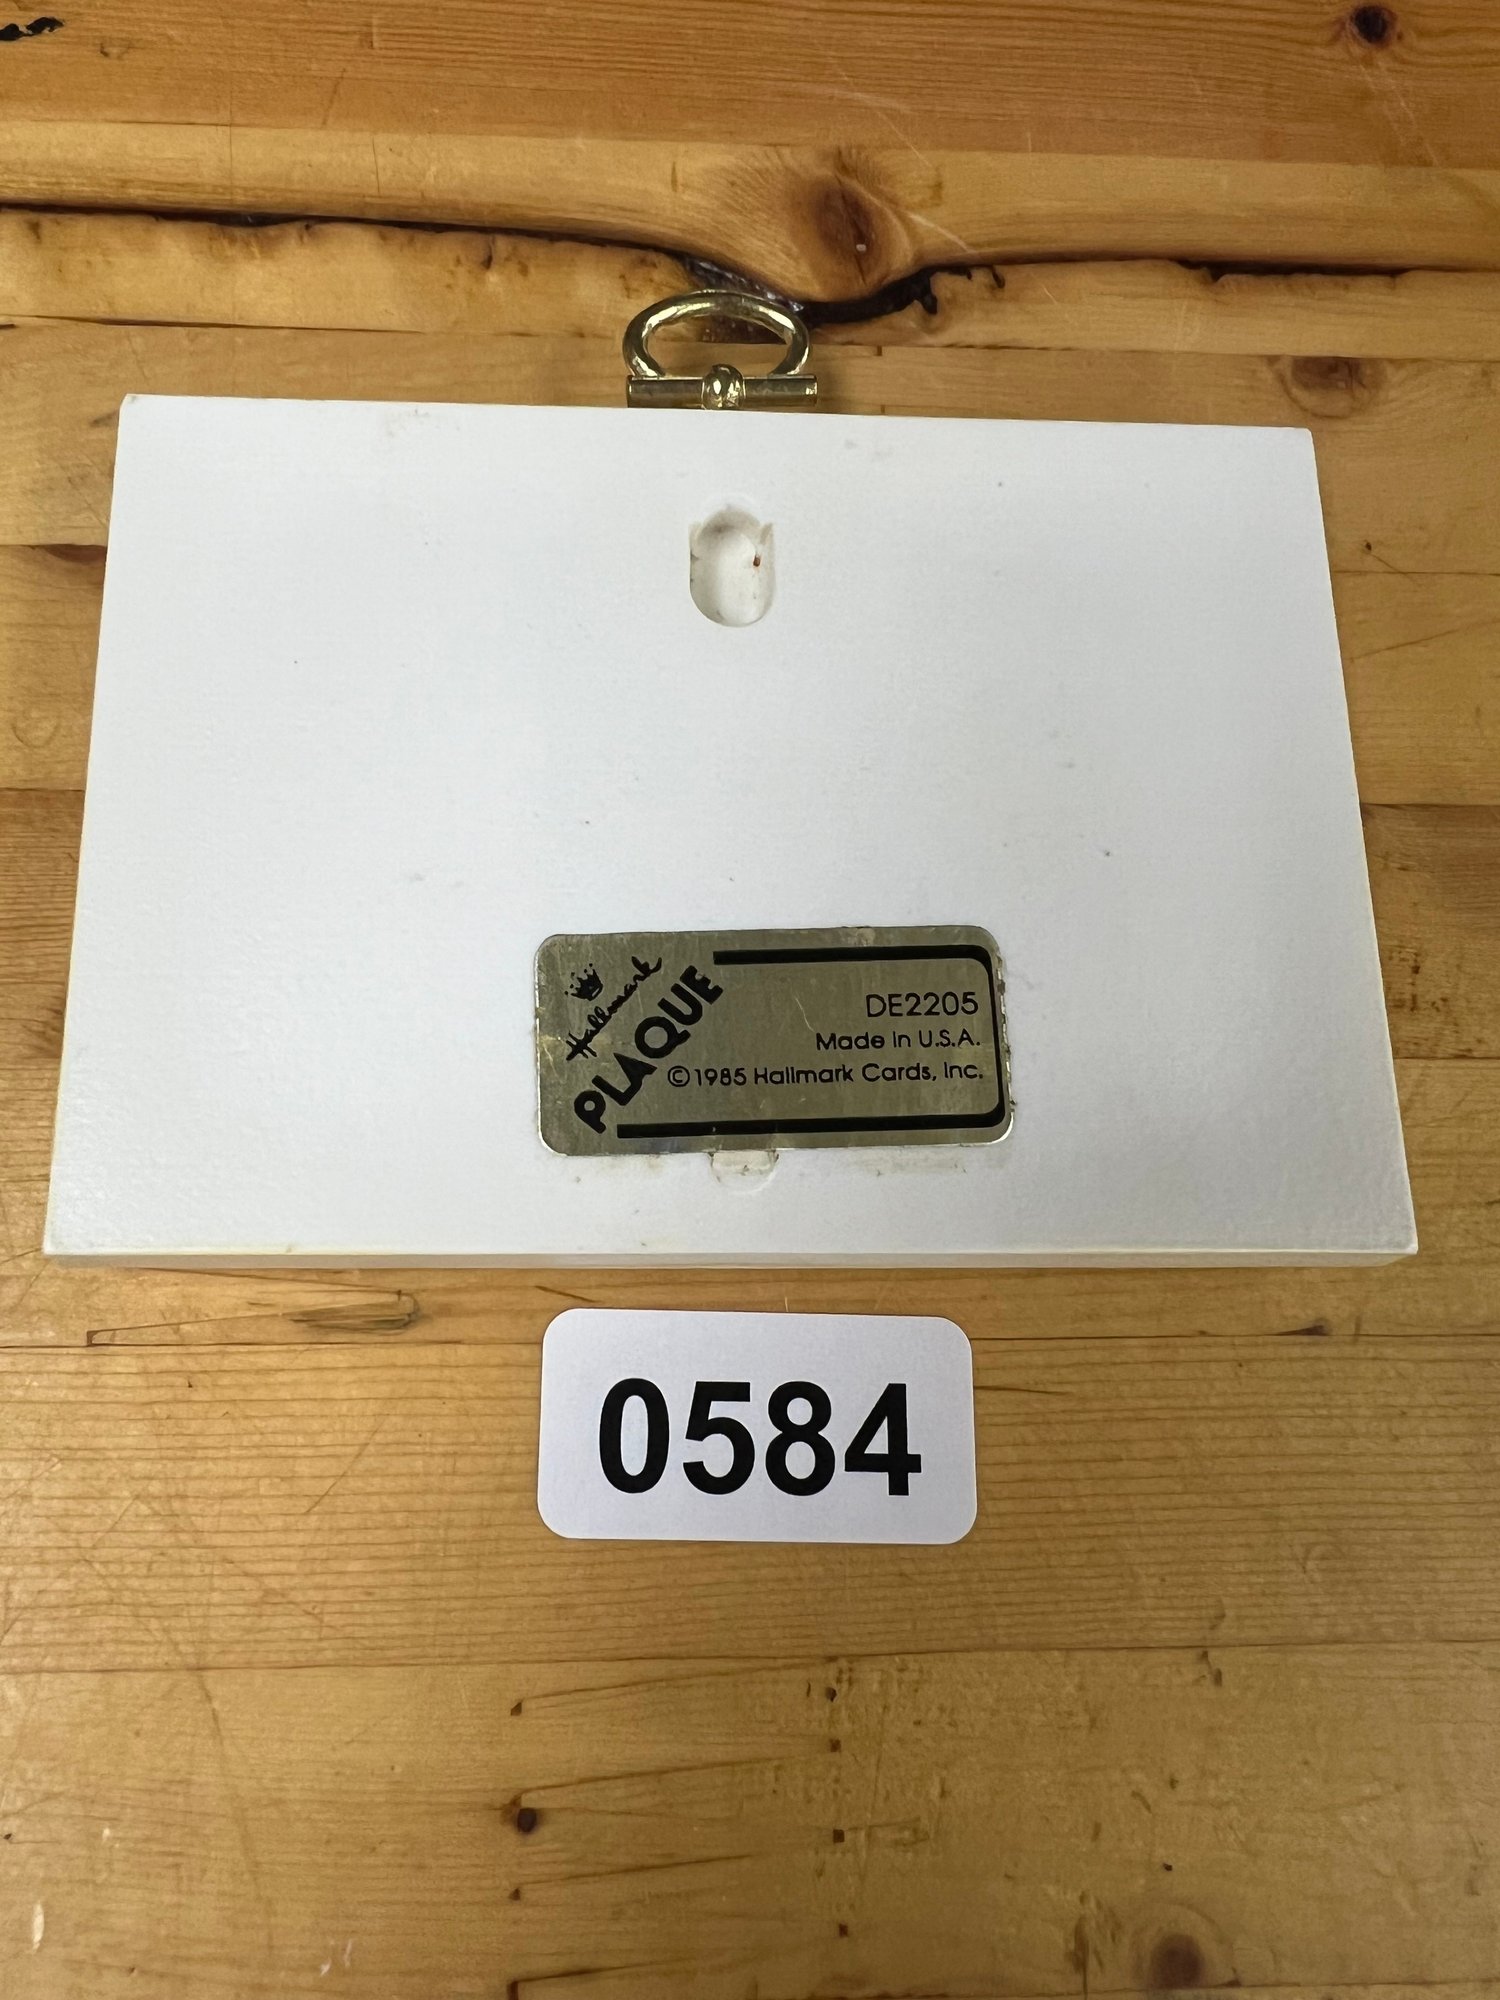 Hallmark
PLAQUE
DE2205
Made in U.S.A.
©1985 Hallmark Cards, Inc.
0584